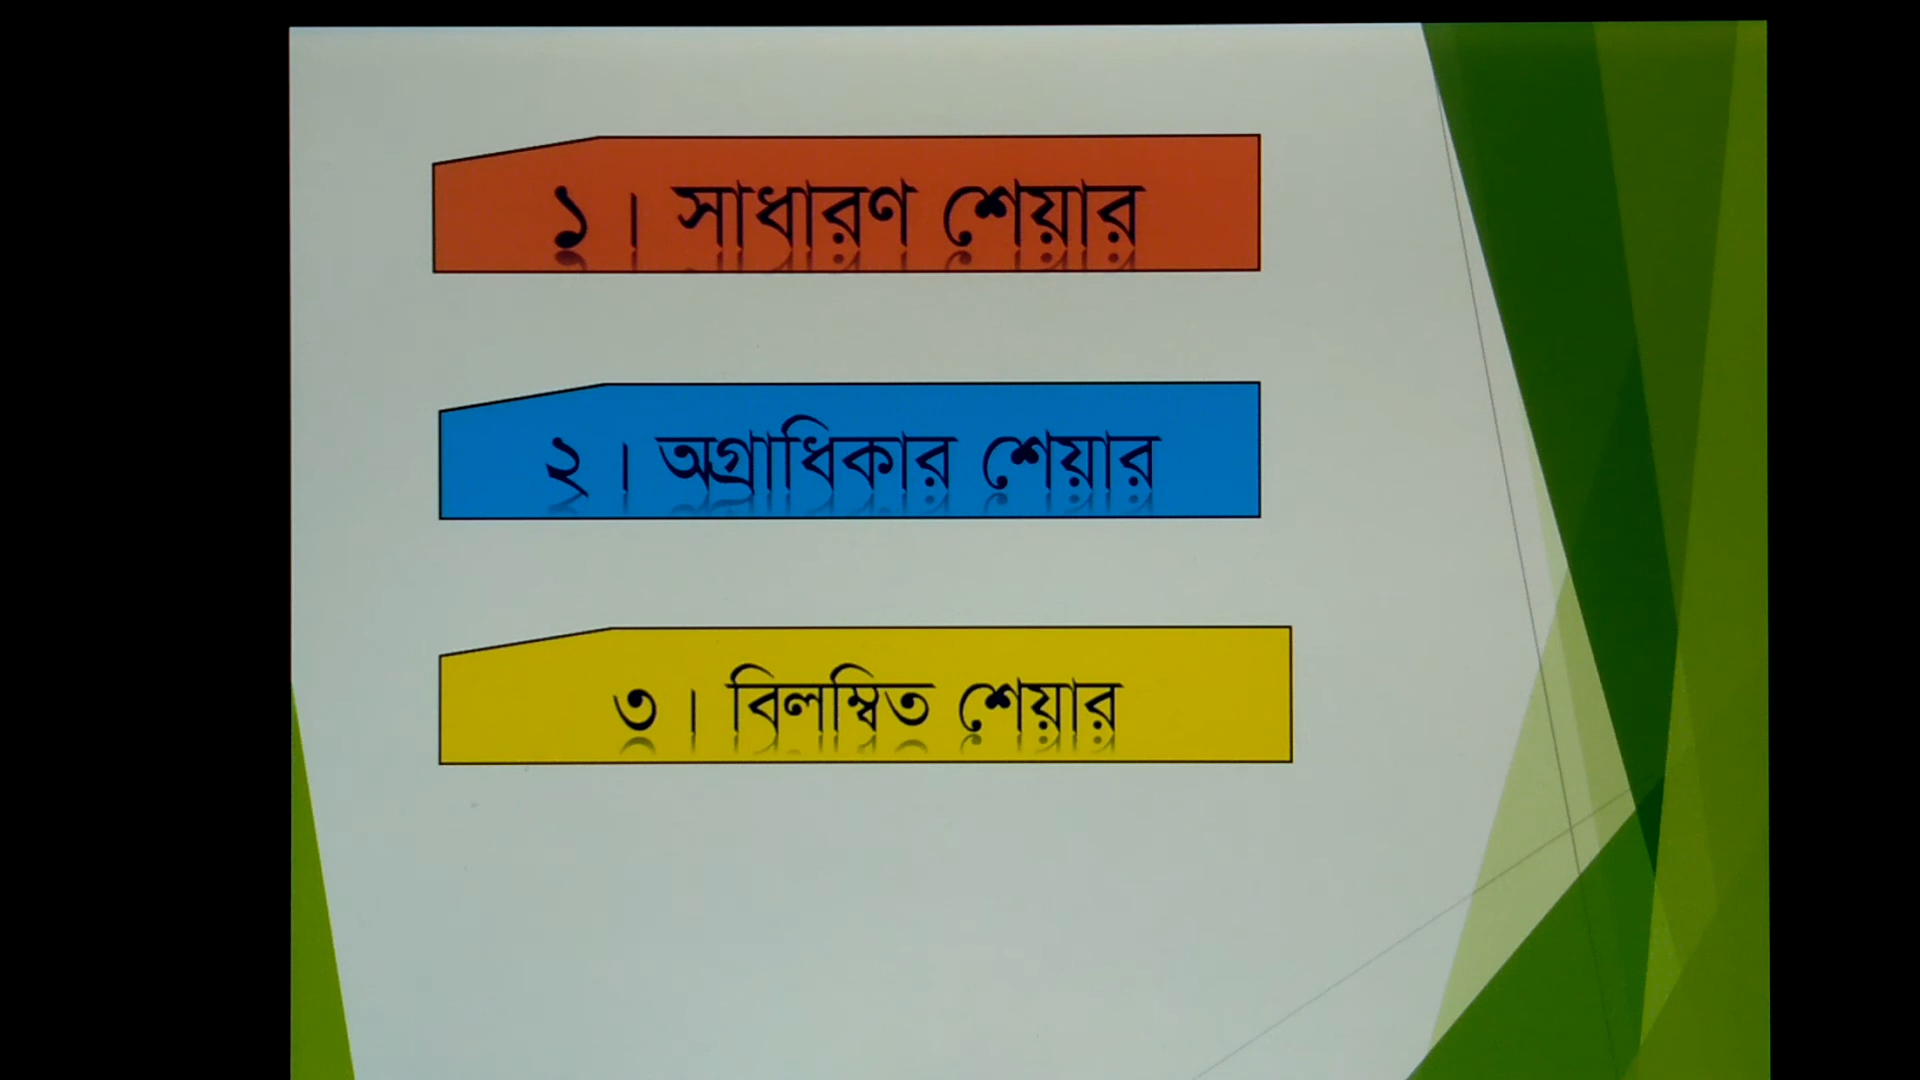 ১। সাধারণ শেয়ার
২। অগ্রাধিকার শেয়ার
৩। বিলম্বিত শেয়ার